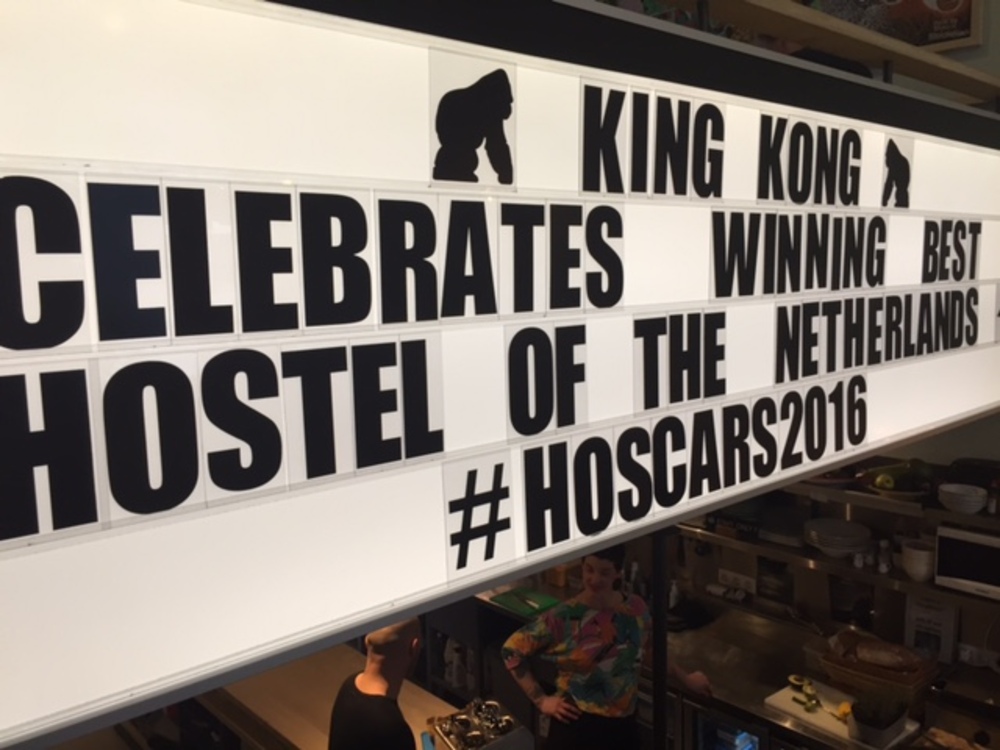 KING KONG
CELEBRATES WINNING BEST
HOSTEL OF THE NETHERLANDS
#HOSCARS2016